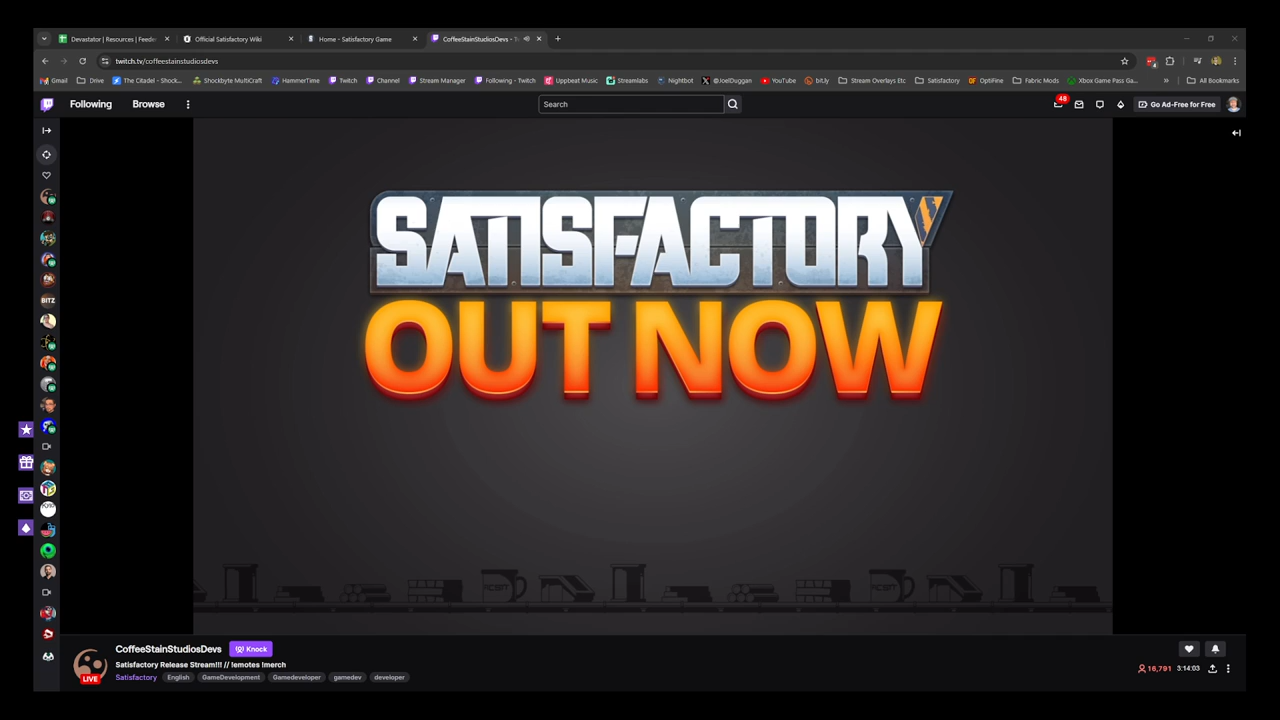 Devastator | Resources | Feede
Official Satisfactory Wiki
Home - Satisfactory Game
CoffeeStainStudiosDevs - T
twitch.tv/coffeestainstudiosdevs
Gmail
Drive
The Citadel - Shock...
Shockbyte MultiCraft
HammerTime
Twitch
Channel
Stream Manager
Following - Twitch
Uppbeat Music
Streamlabs
Nightbot
@JoelDuggan
YouTube
bit.ly
Stream Overlays Etc
Satisfactory
OptiFine
Fabric Mods
Xbox Game Pass Ga...
All Bookmarks
Following
Browse
Search
48
Go Ad-Free for Free
SATISFACTORY
OUT NOW
BITZ
FICSIT
FICSIT
CoffeeStainStudiosDevs
Knock
LIVE
Satisfactory Release Stream!!! // !emotes !merch
Satisfactory
English
GameDevelopment
Gamedeveloper
gamedev
developer
16,791
3:14:03